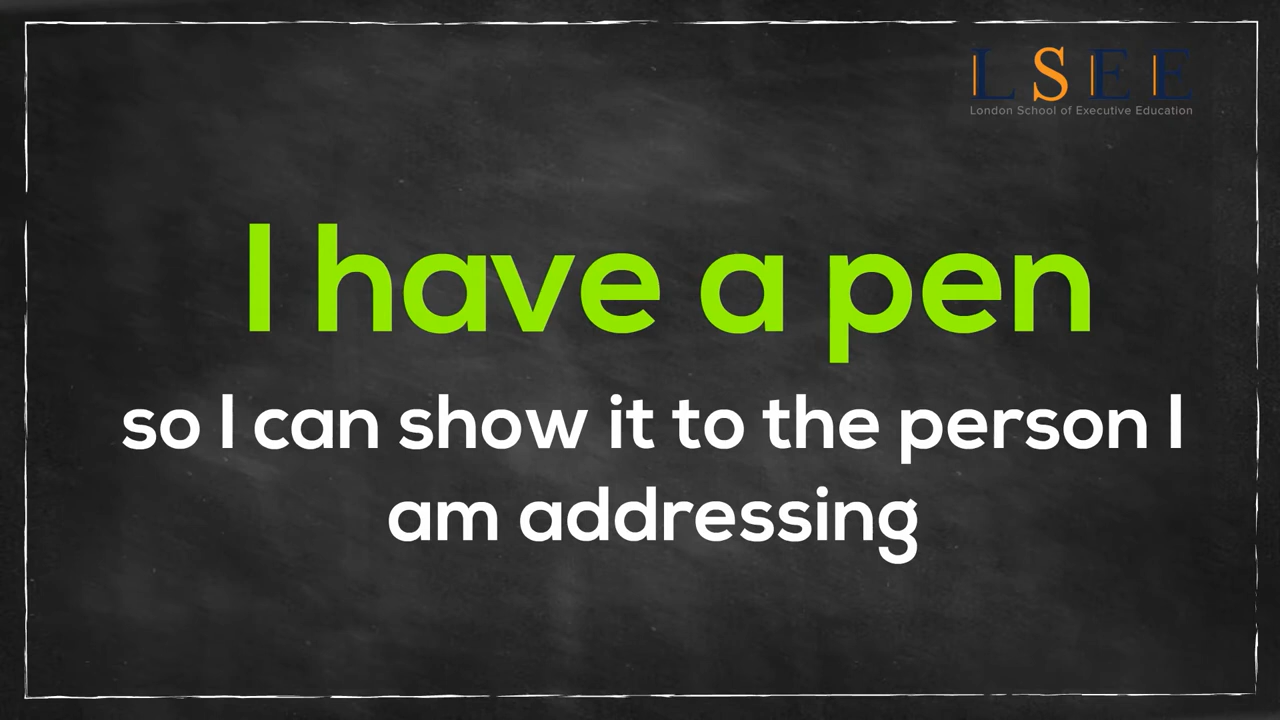 LSEE
London School of Executive Education
I have a pen
so I can show it to the person I
am addressing